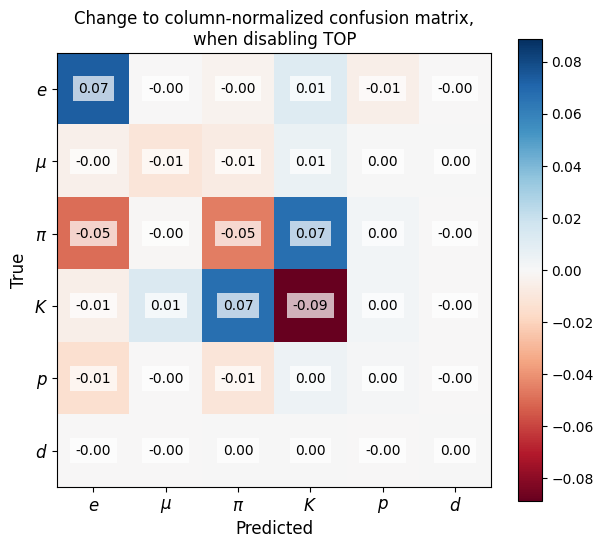 Change to column-normalized confusion matrix,
when disabling TOP
e 0.07 -0.00 -0.00 0.01 -0.01 -0.00
μ -0.00 -0.01 -0.01 0.01 0.00 0.00
π -0.05 -0.00 -0.05 0.07 0.00 -0.00
K -0.01 0.01 0.07 -0.09 0.00 -0.00
p -0.01 -0.00 -0.01 0.00 0.00 -0.00
d -0.00 -0.00 0.00 0.00 -0.00 0.00
e μ π K p d
Predicted
True
0.08
0.06
0.04
0.02
0.00
−0.02
−0.04
−0.06
−0.08